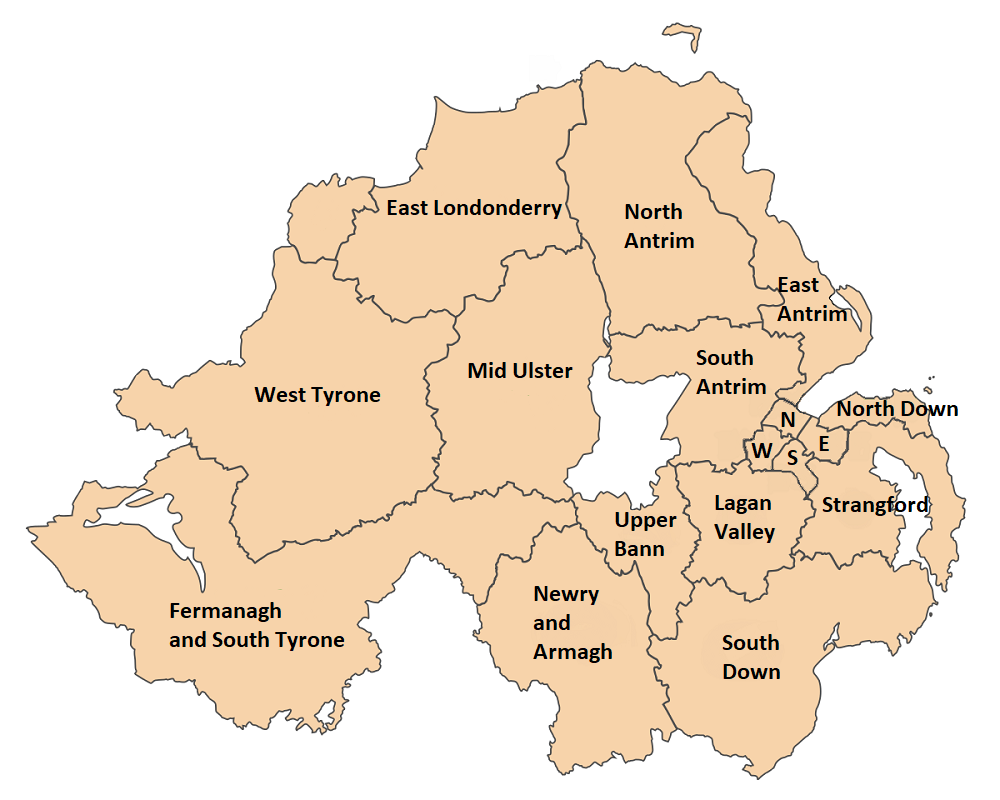 East Londonderry
North
Antrim
East
Antrim
South
Antrim
Mid Ulster
West Tyrone
North Down
N
E
W
S
Strangford
Lagan
Valley
Upper
Bann
Newry
and
Armagh
Fermanagh
and South Tyrone
South
Down